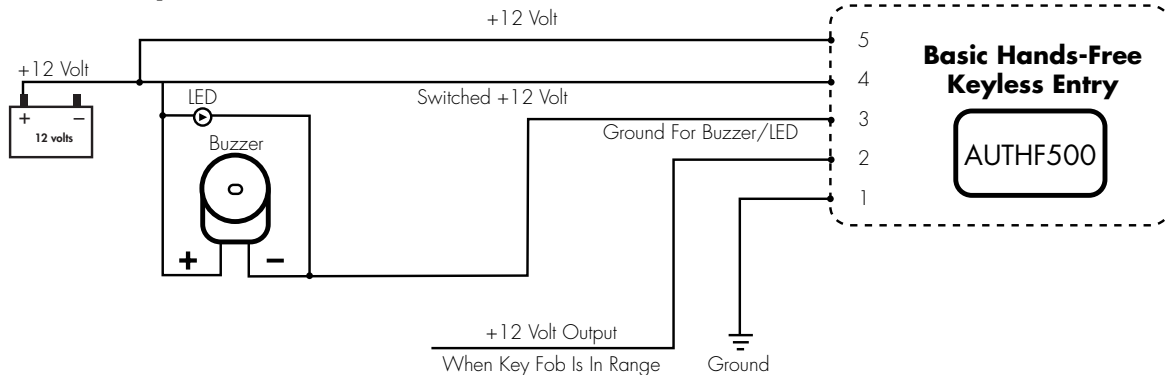 +12 Volt
5
Basic Hands-Free
Keyless Entry
+12 Volt
4
LED
Switched +12 Volt
+ −
12 volts
3
Ground For Buzzer/LED
Buzzer
2
AUTHF500
1
+ −
+12 Volt Output
When Key Fob Is In Range
Ground